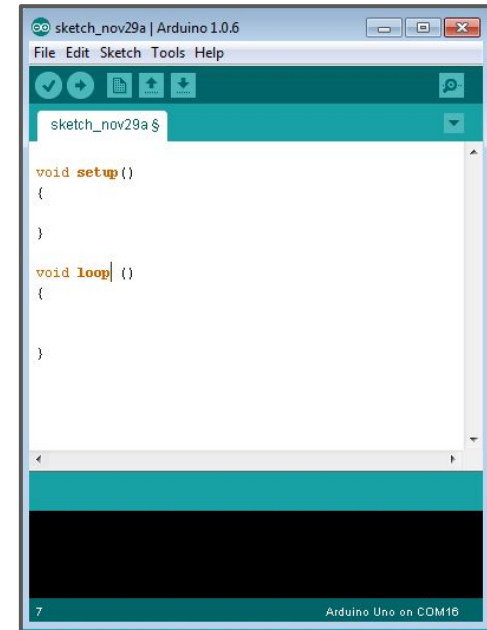 sketch_nov29a | Arduino 1.0.6
File Edit Sketch Tools Help
sketch_nov29a §
void setup()
{
}
void loop ()
{
}
7 Arduino Uno on COM16